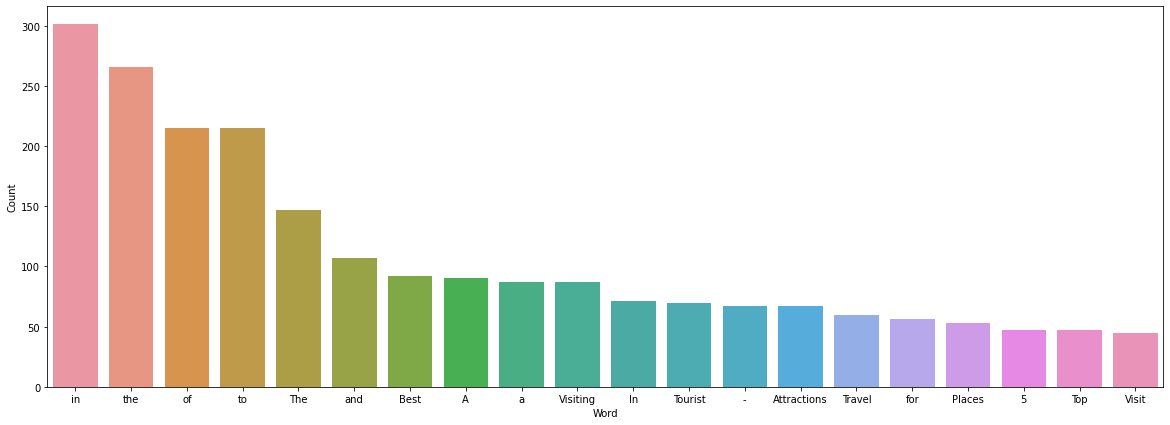 300
250
200
150
100
50
0
Count
in the of to The and Best A a Visiting In Tourist - Attractions Travel for Places 5 Top Visit
Word